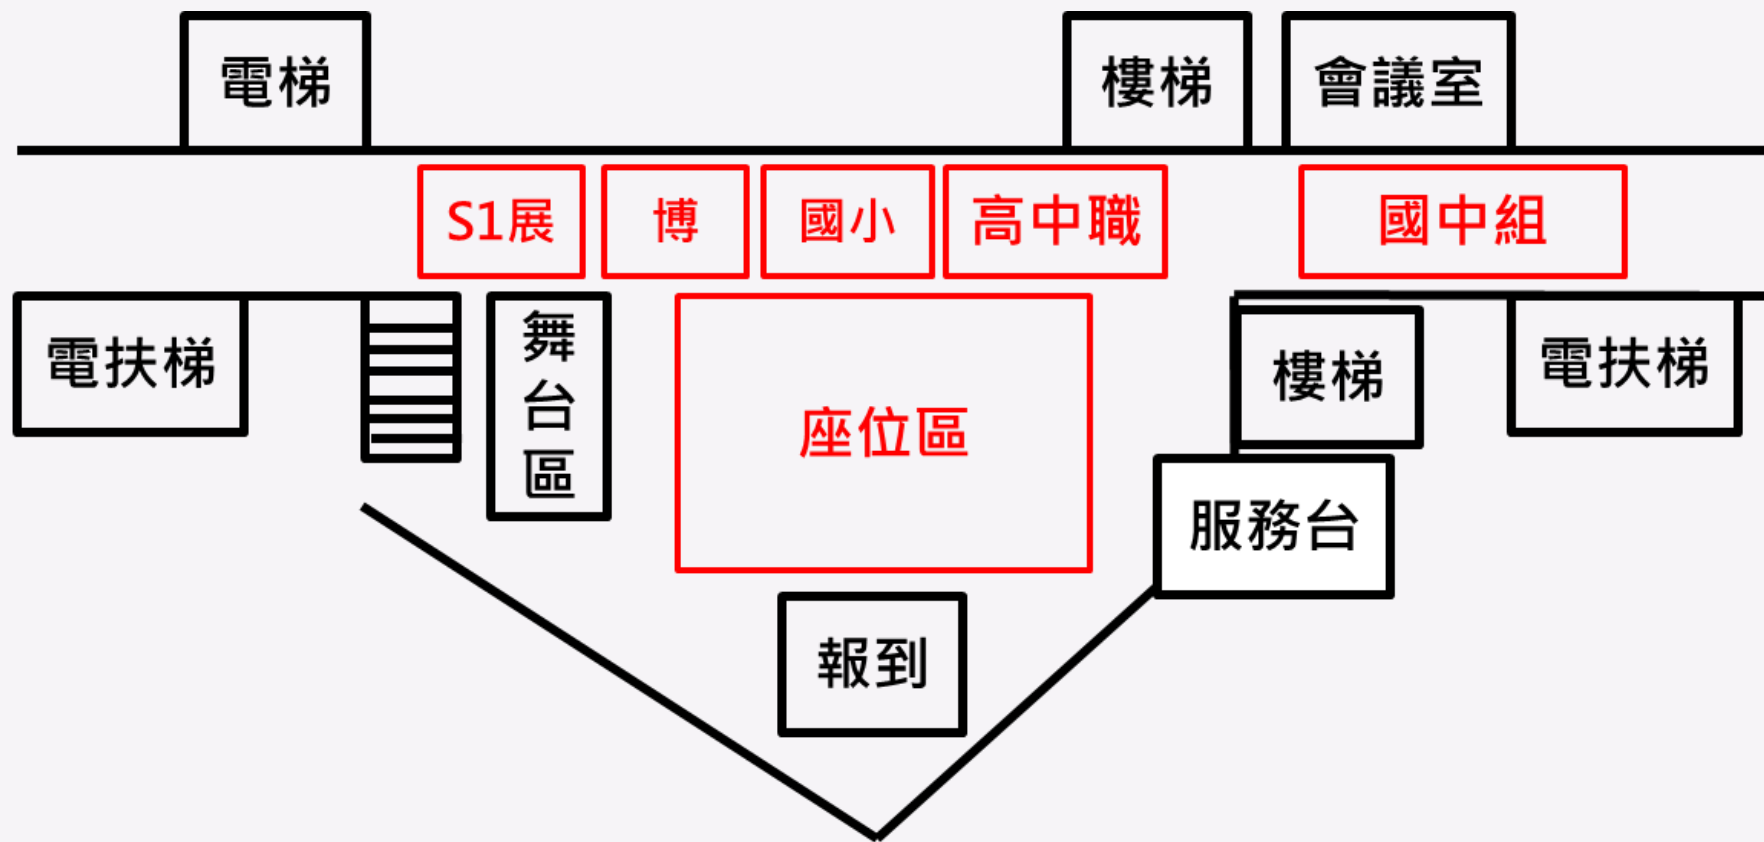 電梯
樓梯
會議室
S1展
博
國小
高中職
國中組
電扶梯
舞台區
座位區
樓梯
電扶梯
服務台
報到